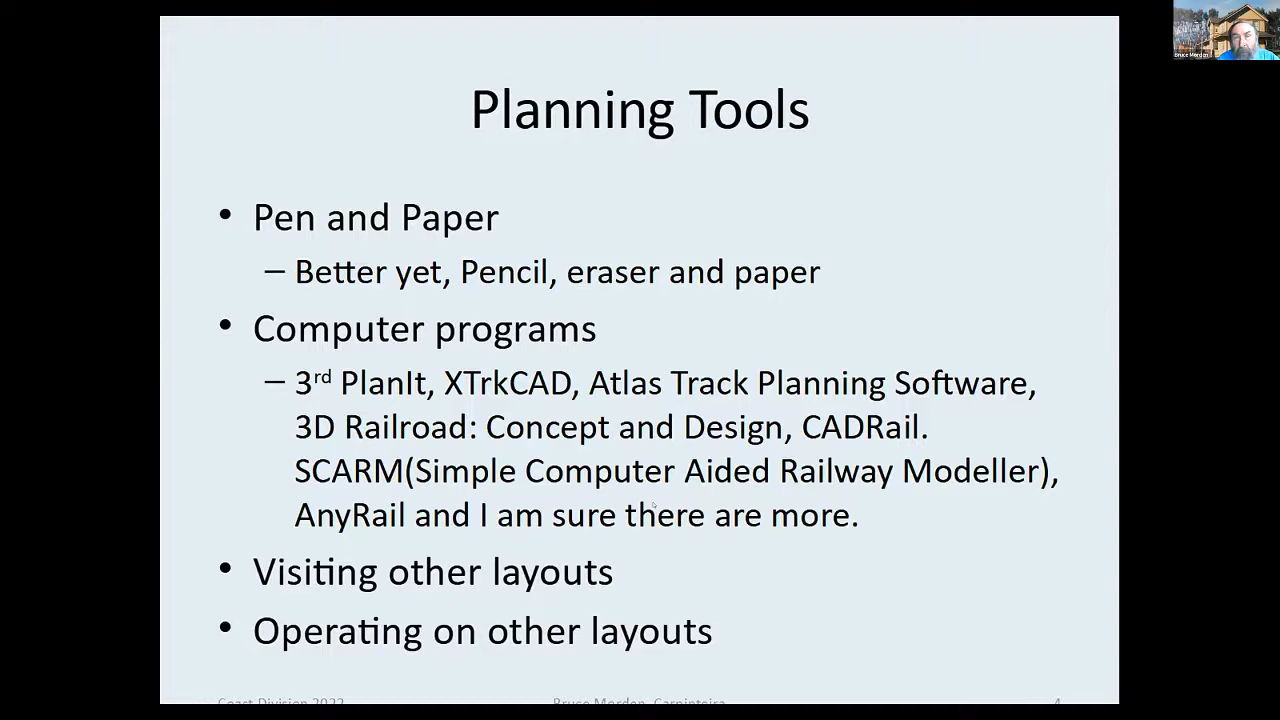 Planning Tools
• Pen and Paper
– Better yet, Pencil, eraser and paper
• Computer programs
– 3rd PlanIt, XTrkCAD, Atlas Track Planning Software,
3D Railroad: Concept and Design, CADRail.
SCARM(Simple Computer Aided Railway Modeller),
AnyRail and I am sure there are more.
• Visiting other layouts
• Operating on other layouts
Coast Division 2022 Bruce Morden, Carpinteira 4
Bruce Morden